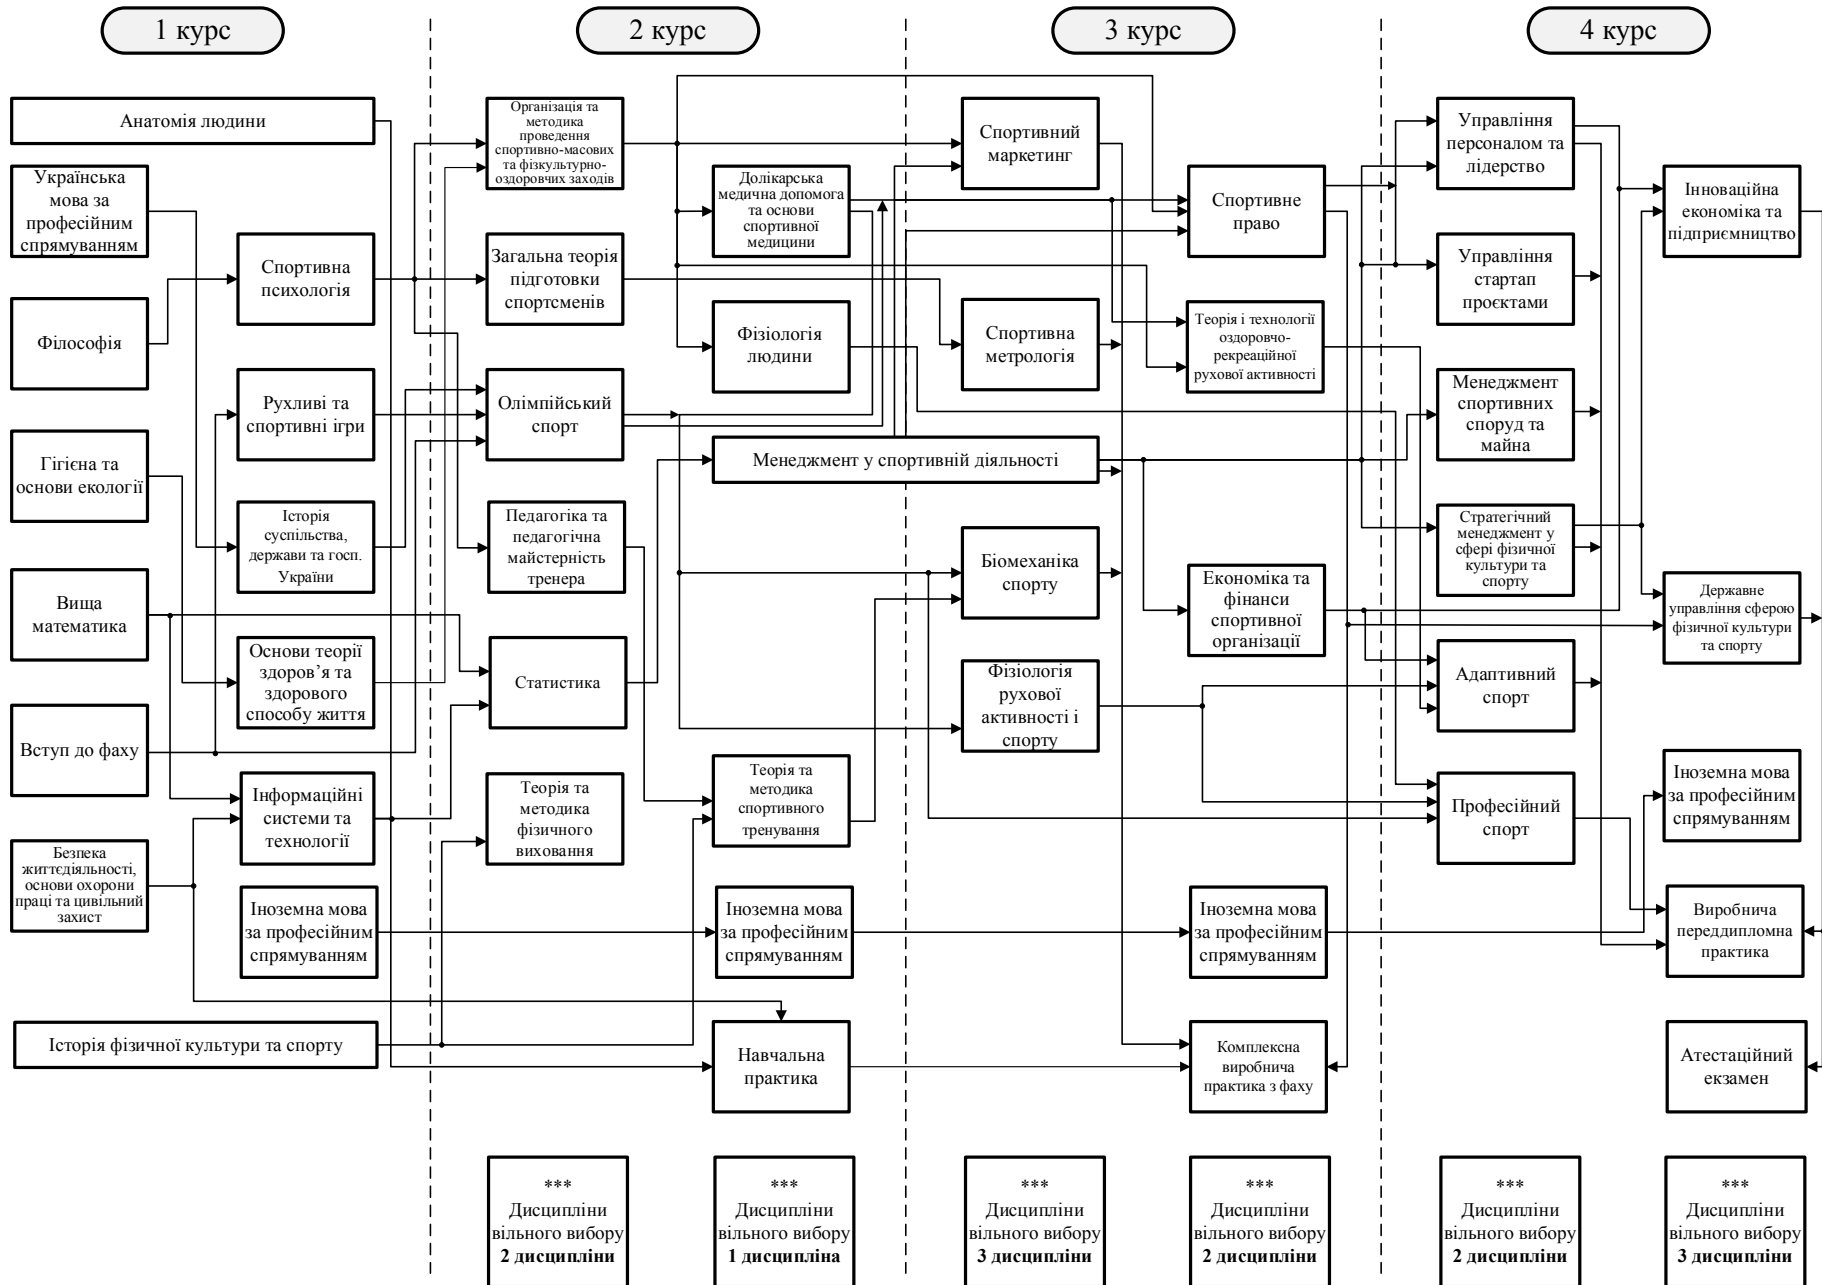 1 курс
2 курс
3 курс
4 курс
Анатомія людини
Українська
мова за
професійним
спрямуванням
Філософія
Гігієна та
основи екології
Вища
математика
Вступ до фаху
Безпека
життєдіяльності,
основи охорони
праці та цивільний
захист
Історія фізичної культури та спорту
Спортивна
психологія
Рухливі та
спортивні ігри
Історія
суспільства,
держави та госп.
України
Основи теорії
здоров’я та
здорового
способу життя
Інформаційні
системи та
технології
Іноземна мова
за професійним
спрямуванням
Організація та
методика
проведення
спортивно-масових
та фізкультурно-
оздоровчих заходів
Загальна теорія
підготовки
спортсменів
Олімпійський
спорт
Педагогіка та
педагогічна
майстерність
тренера
Статистика
Теорія та
методика
фізичного
виховання
***
Дисципліни
вільного вибору
2 дисципліни
Долікарська
медична допомога
та основи
спортивної
медицини
Фізіологія
людини
Менеджмент у спортивній діяльності
Теорія та
методика
спортивного
тренування
Іноземна мова
за професійним
спрямуванням
Навчальна
практика
***
Дисципліни
вільного вибору
1 дисципліна
Спортивний
маркетинг
Спортивна
метрологія
Біомеханіка
спорту
Фізіологія
рухової
активності і
спорту
***
Дисципліни
вільного вибору
3 дисципліни
Спортивне
право
Теорія і технології
оздоровчо-
рекреаційної
рухової активності
Економіка та
фінанси
спортивної
організації
Іноземна мова
за професійним
спрямуванням
Комплексна
виробнича
практика з фаху
***
Дисципліни
вільного вибору
2 дисципліни
Управління
персоналом та
лідерство
Управління
стартап
проєктами
Менеджмент
спортивних
споруд та
майна
Стратегічний
менеджмент у
сфері фізичної
культури та
спорту
Адаптивний
спорт
Професійний
спорт
***
Дисципліни
вільного вибору
2 дисципліни
Інноваційна
економіка та
підприємництво
Державне
управління сферою
фізичної культури
та спорту
Іноземна мова
за професійним
спрямуванням
Виробнича
переддипломна
практика
Атестаційний
екзамен
***
Дисципліни
вільного вибору
3 дисципліни